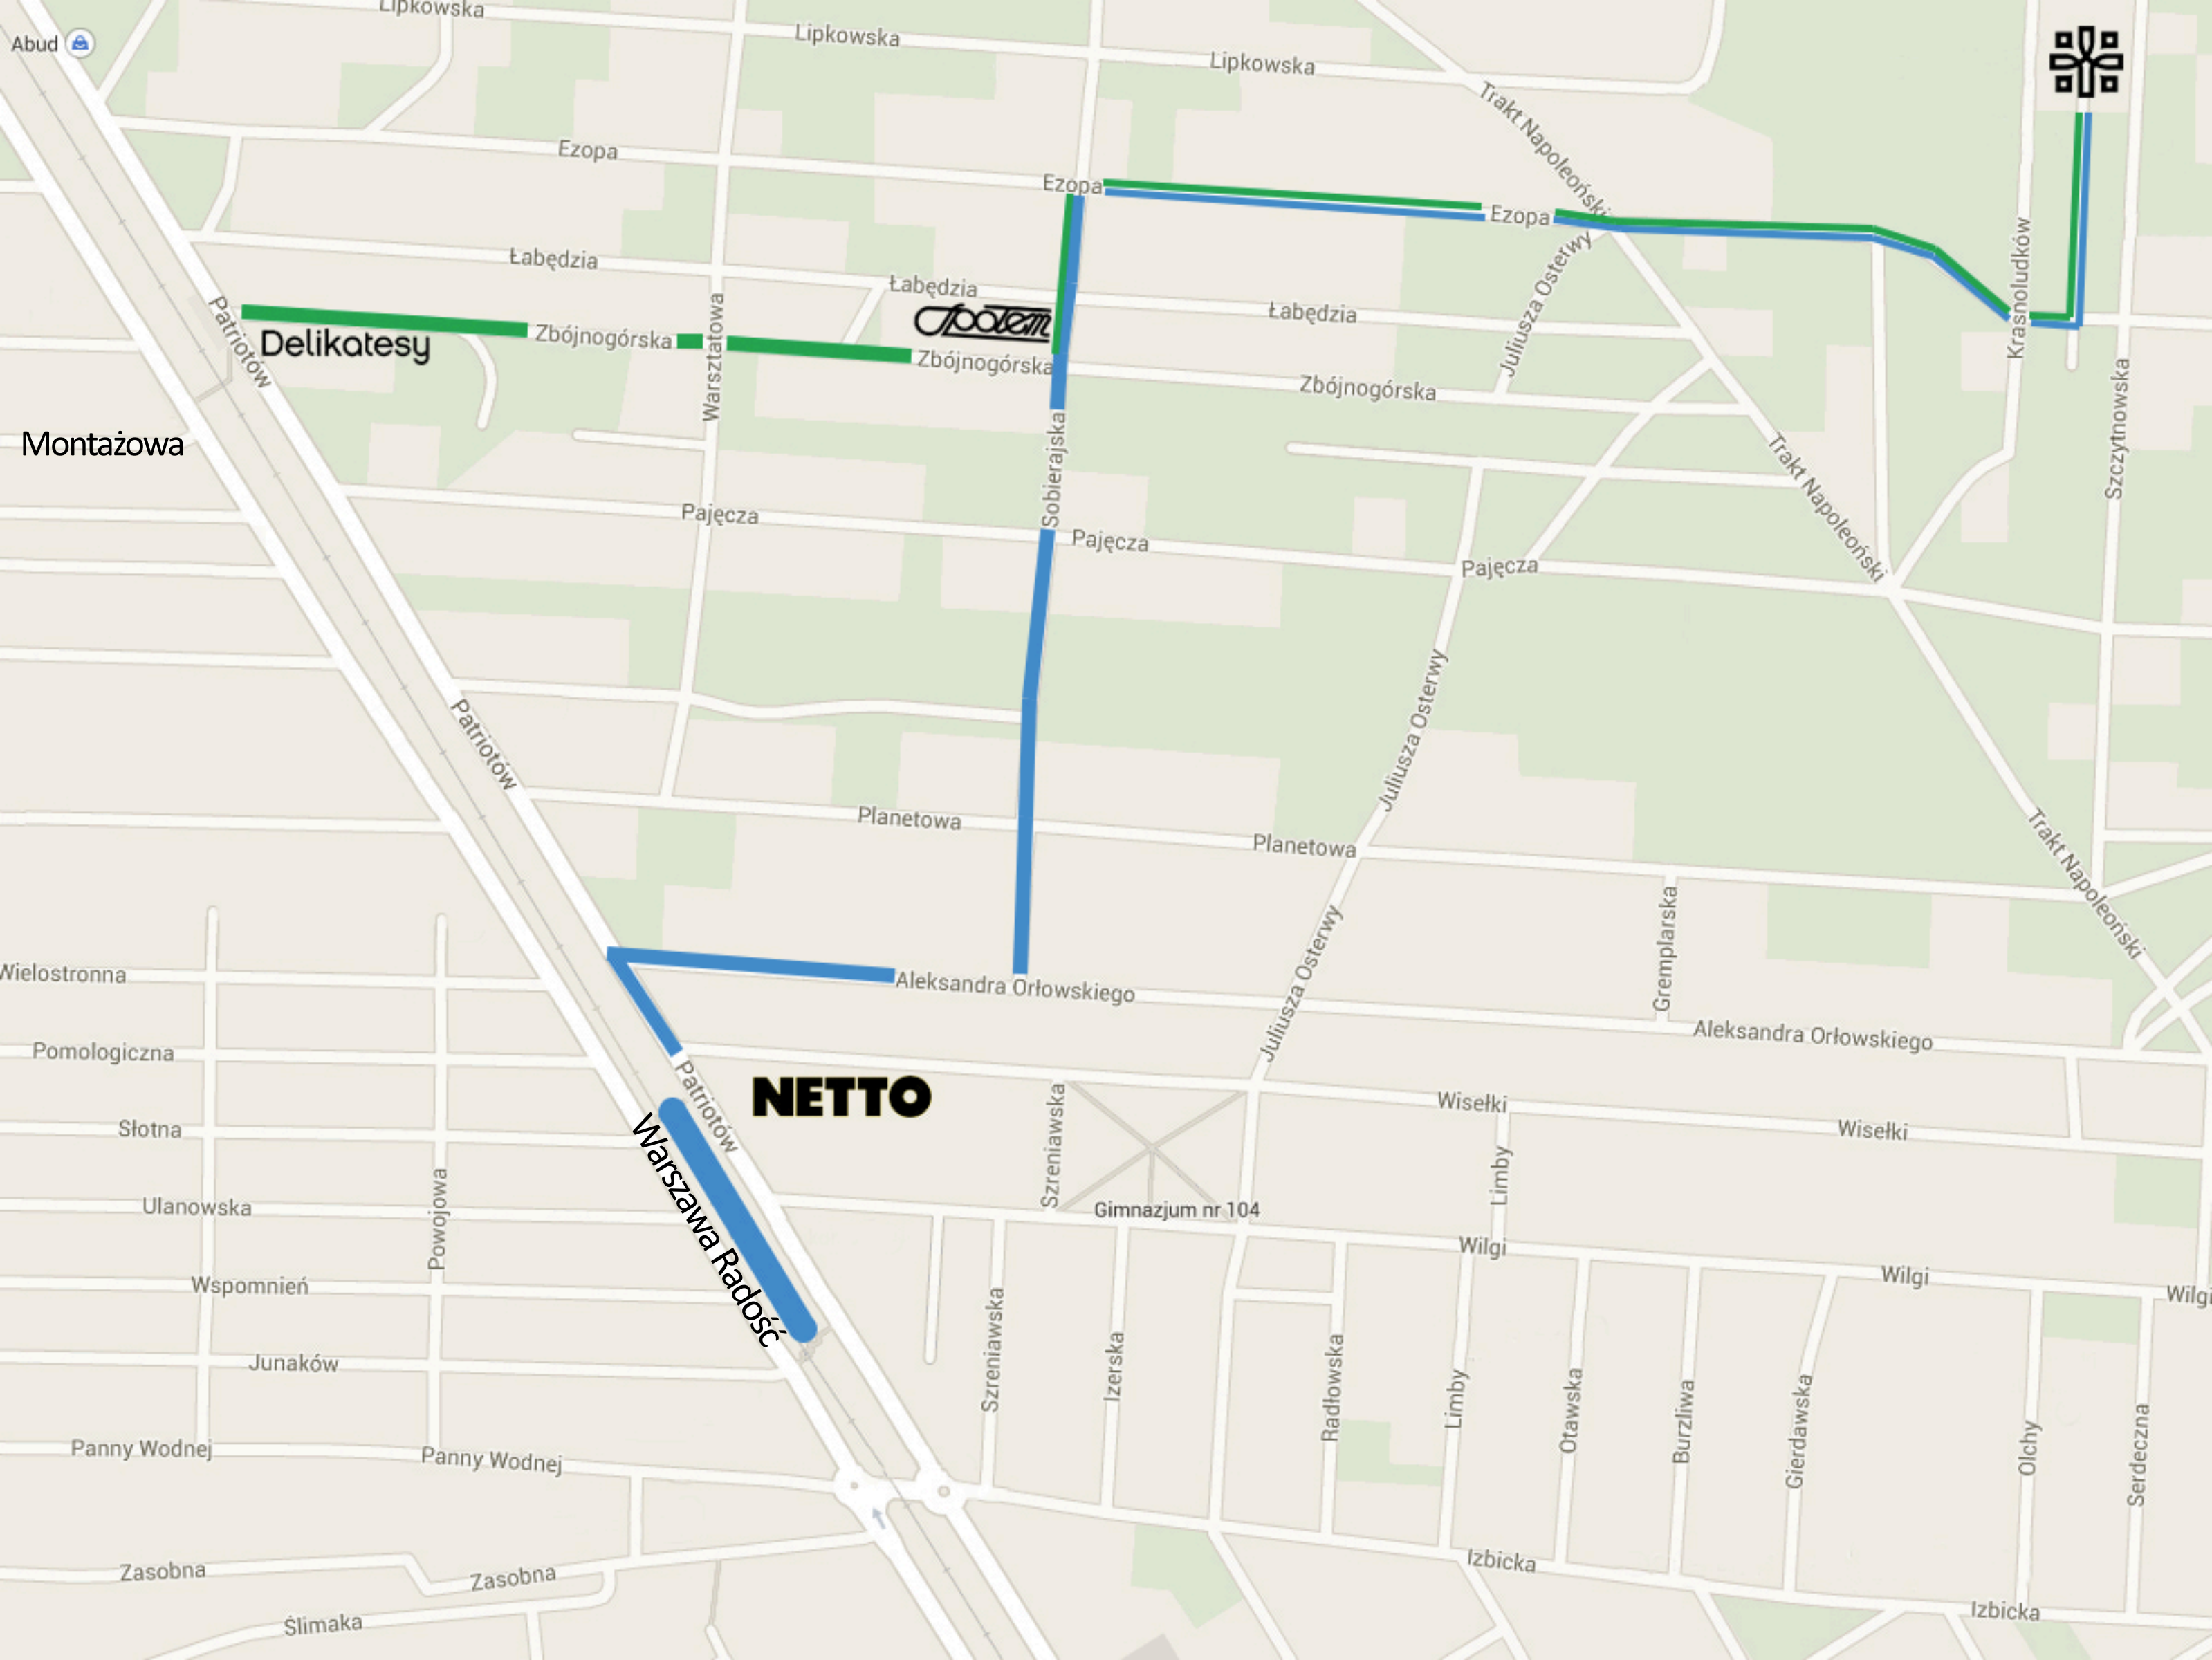 Lipkowska
Abud
Lipkowska
Lipkowska
Trakt Napoleoński
Ezopa
Ezopa
Ezopa
Łabędzia
Łabędzia
Łabędzia
Juliusza Osterwy
Krasnoludków
Patriotów
Delikatesy
Zbójnogórska
Warsztatowa
Społem
Zbójnogórska
Zbójnogórska
Montażowa
Sobierajska
Szczytnowska
Trakt Napoleoński
Pajęcza
Pajęcza
Pajęcza
Patriotów
Juliusza Osterwy
Planetowa
Planetowa
Trakt Napoleoński
Gremplarska
Wielostronna
Aleksandra Orłowskiego
Juliusza Osterwy
Aleksandra Orłowskiego
Pomologiczna
Patriotów
NETTO
Szreniawska
Wisełki
Wisełki
Słotna
Warszawa Radość
Limby
Ulanowska
Powojowa
Gimnazjum nr 104
Wilgi
Wilgi
Wilgi
Wspomnień
Junaków
Szreniawska
Izerska
Radłowska
Limby
Otawska
Burzliwa
Gierdawska
Olchy
Serdeczna
Panny Wodnej
Panny Wodnej
Zasobna
Zasobna
Izbicka
Izbicka
Ślimaka